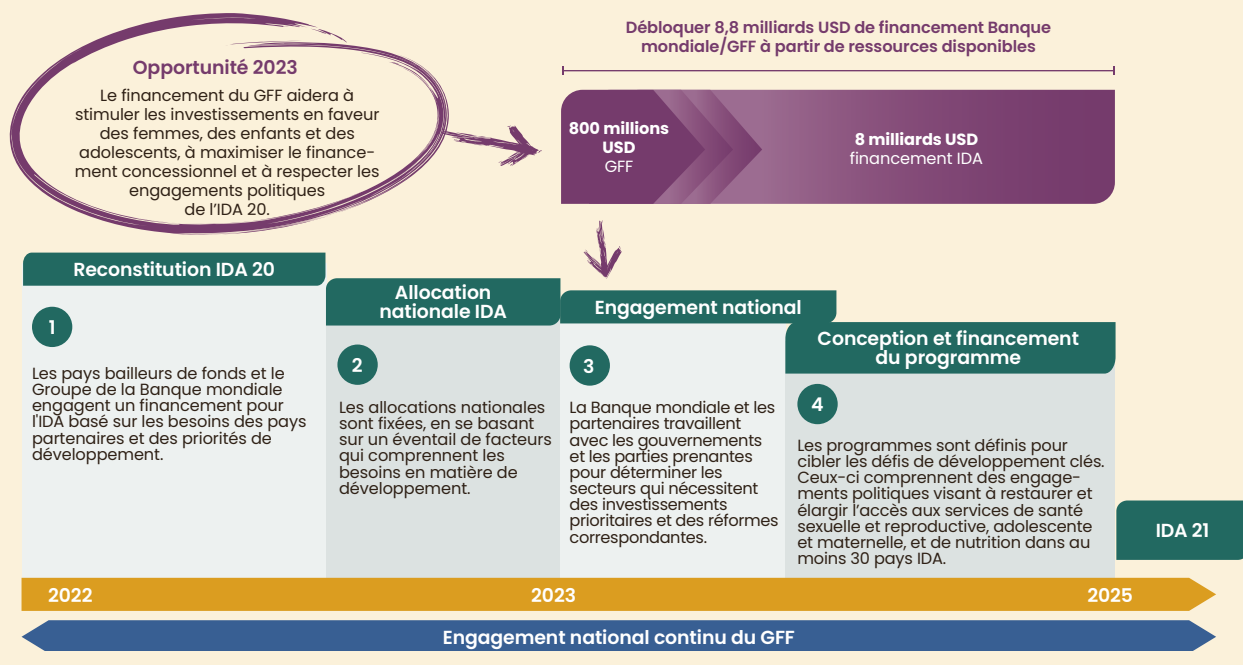 Opportunité 2023
Le financement du GFF aidera à
stimuler les investissements en faveur
des femmes, des enfants et des
adolescents, à maximiser le finance-
ment concessionnel et à respecter les
engagements politiques
de l’IDA 20.
Débloquer 8,8 milliards USD de financement Banque
mondiale/GFF à partir de ressources disponibles
800 millions
USD
GFF
8 milliards USD
financement IDA
Reconstitution IDA 20
1
Les pays bailleurs de fonds et le
Groupe de la Banque mondiale
engagent un financement pour
l'IDA basé sur les besoins des pays
partenaires et des priorités de
développement.
Allocation
nationale IDA
2
Les allocations nationales
sont fixées, en se basant
sur un éventail de facteurs
qui comprennent les
besoins en matière de
développement.
Engagement national
3
La Banque mondiale et les
partenaires travaillent
avec les gouvernements
et les parties prenantes
pour déterminer les
secteurs qui nécessitent
des investissements
prioritaires et des réformes
correspondantes.
Conception et financement
du programme
4
Les programmes sont définis pour
cibler les défis de développement clés.
Ceux-ci comprennent des engage-
ments politiques visant à restaurer et
élargir l’accès aux services de santé
sexuelle et reproductive, adolescente
et maternelle, et de nutrition dans au
moins 30 pays IDA.
IDA 21
2022
2023
2025
Engagement national continu du GFF